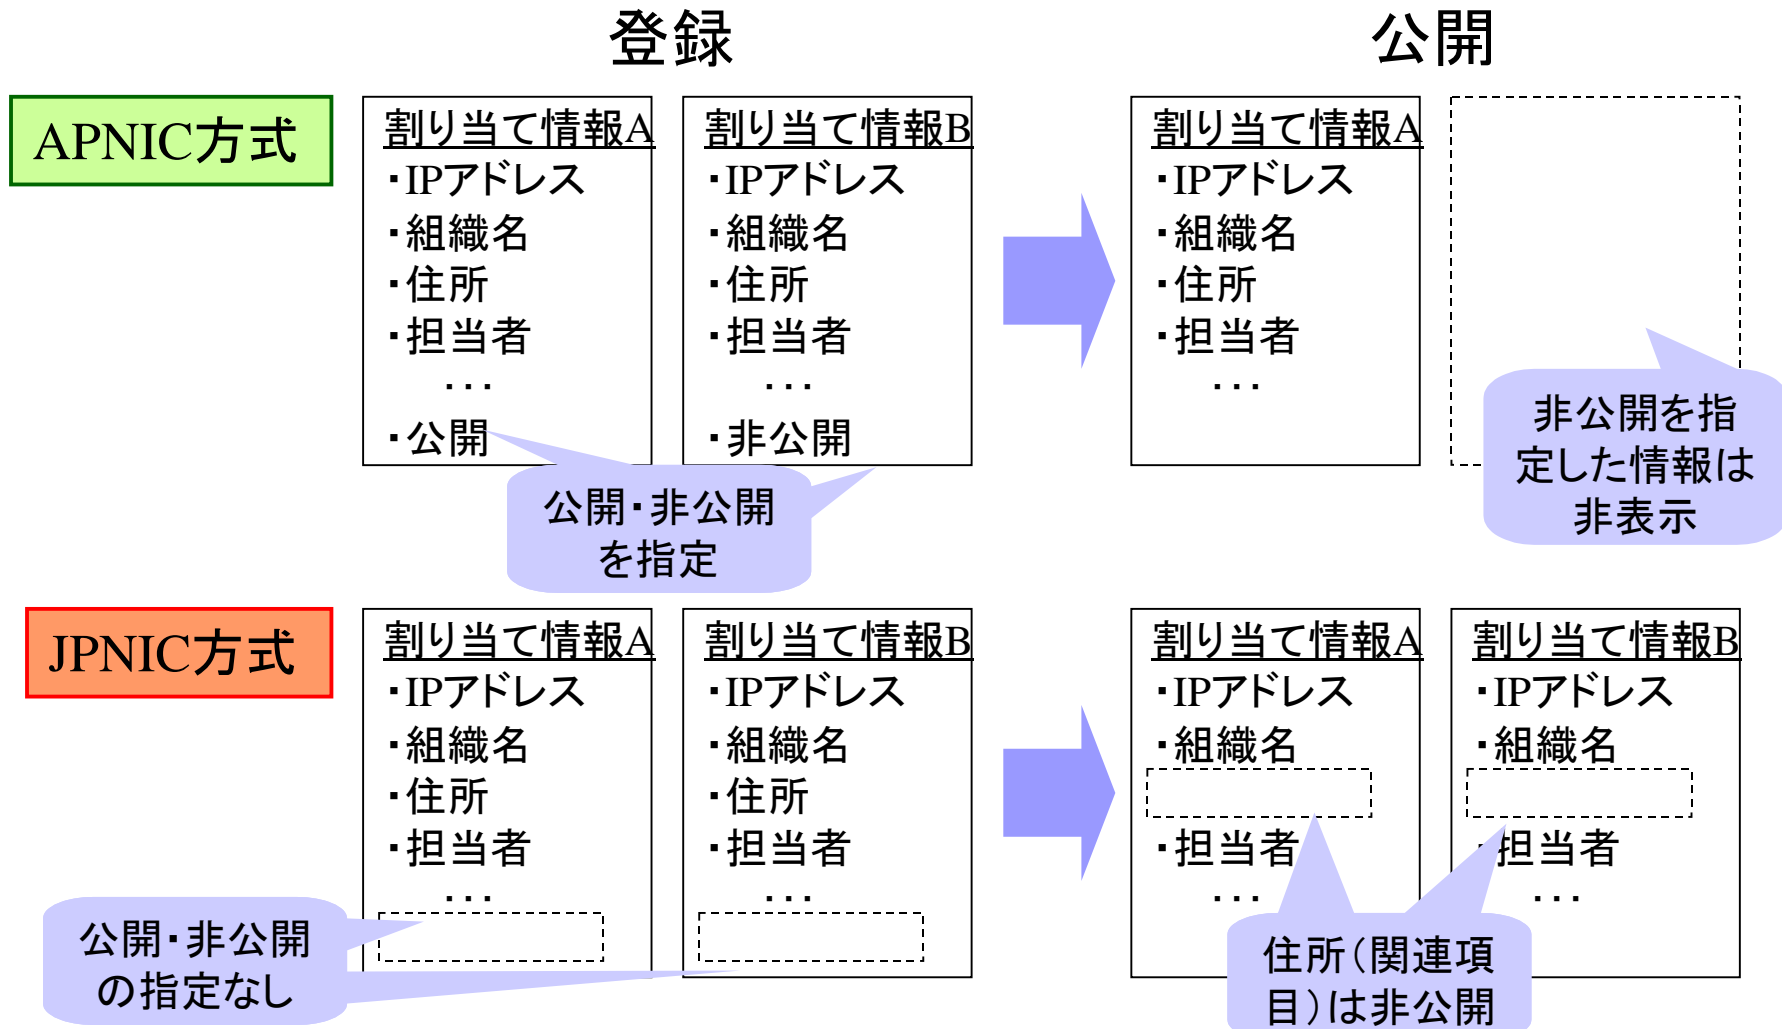 登録
公開
APNIC方式
割り当て情報A
・IPアドレス
・組織名
・住所
・担当者
・・・
・公開
割り当て情報B
・IPアドレス
・組織名
・住所
・担当者
・・・
・非公開
公開・非公開
を指定
割り当て情報A
・IPアドレス
・組織名
・住所
・担当者
・・・
非公開を指
定した情報は
非表示
JPNIC方式
割り当て情報A
・IPアドレス
・組織名
・住所
・担当者
・・・
割り当て情報B
・IPアドレス
・組織名
・住所
・担当者
・・・
公開・非公開
の指定なし
割り当て情報A
・IPアドレス
・組織名
・担当者
・・・
割り当て情報B
・IPアドレス
・組織名
・担当者
・・・
住所（関連項
目）は非公開